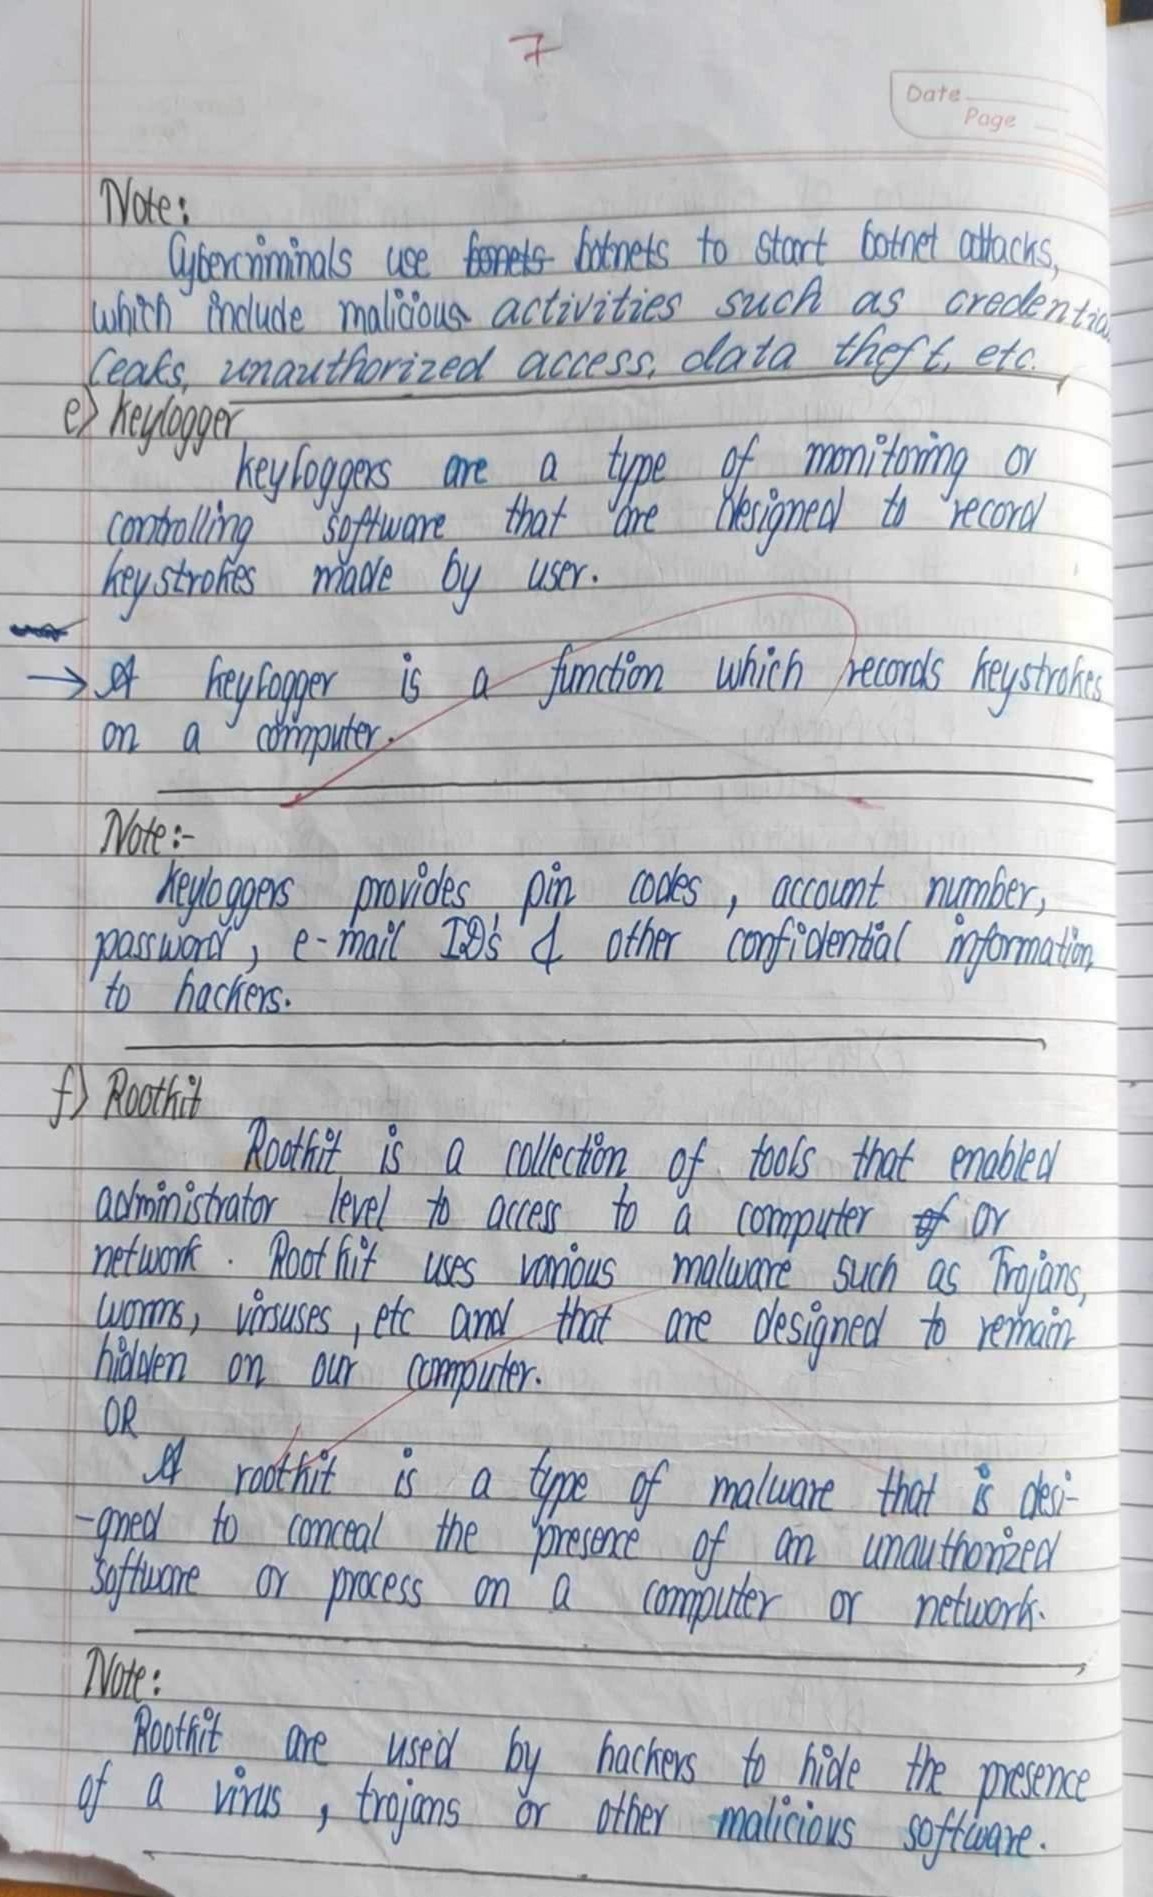 7
Date
Page
Note:
Cybercriminals use bonets botnets to start botnet attacks,
which include malicious activities such as credentia
leaks, unauthorized access, data theft, etc.
e) Keylogger
Keyloggers are a type of monitoring or
controlling software that are designed to record
keystrokes made by user.
→ A keylogger is a function which records keystrokes
on a computer.
Note:-
Keyloggers provides pin codes, account number,
password, e-mail ID's & other confidential information
to hackers.
f) Rootkit
Rootkit is a collection of tools that enabled
administrator level to access to a computer of or
network. Rootkit uses various malware such as Trojans,
worms, virsuses, etc and that are designed to remain
hidden on our computer.
OR
A rootkit is a type of malware that is desi-
-gned to conceal the presence of an unauthorized
software or process on a computer or network.
Note:
Rootkit are used by hackers to hide the presence
of a virus, trojans or other malicious software.